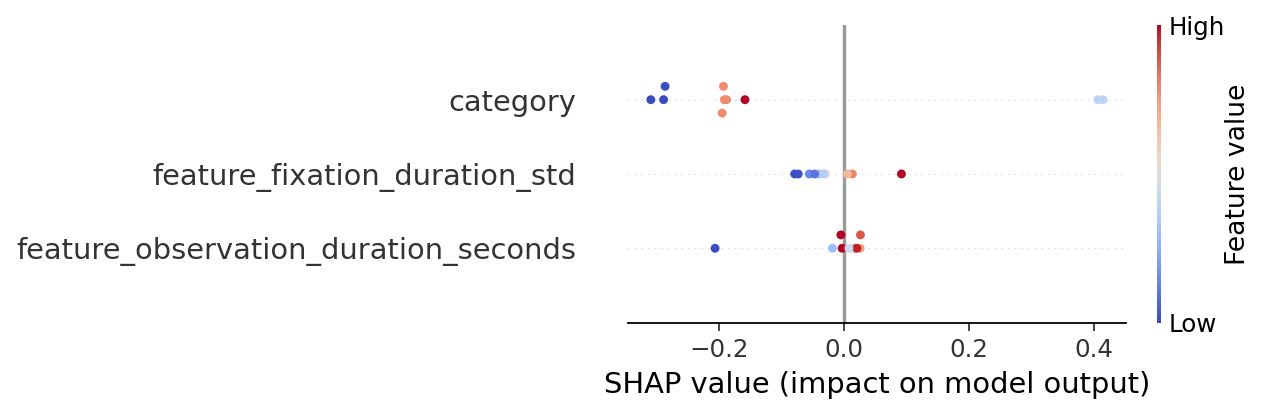 High
category
feature_fixation_duration_std
feature_observation_duration_seconds
Feature value
Low
−0.2 0.0 0.2 0.4
SHAP value (impact on model output)